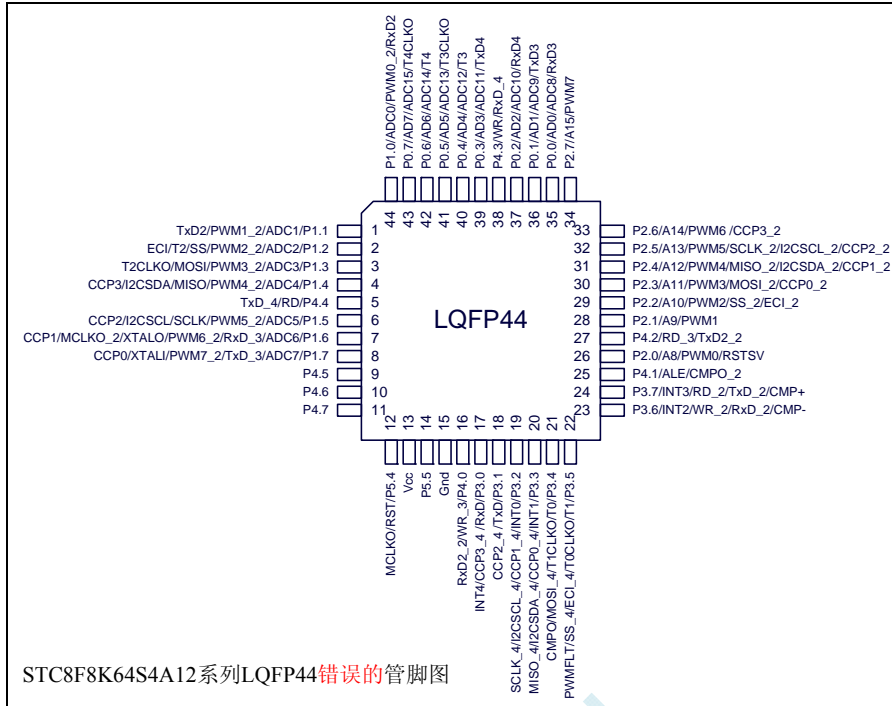 P1.0/ADC0/PWM0_2/RxD2
P0.7/AD7/ADC15/T4CLKO
P0.6/AD6/ADC14/T4
P0.5/AD5/ADC13/T3CLKO
P0.4/AD4/ADC12/T3
P0.3/AD3/ADC11/TxD4
P4.3/WR/RxD_4
P0.2/AD2/ADC10/RxD4
P0.1/AD1/ADC9/TxD3
P0.0/AD0/ADC8/RxD3
P2.7/A15/PWM7
44
43
42
41
40
39
38
37
36
35
34
TxD2/PWM1_2/ADC1/P1.1 1
ECI/T2/SS/PWM2_2/ADC2/P1.2 2
T2CLKO/MOSI/PWM3_2/ADC3/P1.3 3
CCP3/I2CSDA/MISO/PWM4_2/ADC4/P1.4 4
TxD_4/RD/P4.4 5
CCP2/I2CSCL/SCLK/PWM5_2/ADC5/P1.5 6
CCP1/MCLKO_2/XTALO/PWM6_2/RxD_3/ADC6/P1.6 7
CCP0/XTALI/PWM7_2/TxD_3/ADC7/P1.7 8
P4.5 9
P4.6 10
P4.7 11
LQFP44
33 P2.6/A14/PWM6 /CCP3_2
32 P2.5/A13/PWM5/SCLK_2/I2CSCL_2/CCP2_2
31 P2.4/A12/PWM4/MISO_2/I2CSDA_2/CCP1_2
30 P2.3/A11/PWM3/MOSI_2/CCP0_2
29 P2.2/A10/PWM2/SS_2/ECI_2
28 P2.1/A9/PWM1
27 P4.2/RD_3/TxD2_2
26 P2.0/A8/PWM0/RSTSV
25 P4.1/ALE/CMPO_2
24 P3.7/INT3/RD_2/TxD_2/CMP+
23 P3.6/INT2/WR_2/RxD_2/CMP-
12
13
14
15
16
17
18
19
20
21
22
MCLKO/RST/P5.4
Vcc
P5.5
Gnd
RxD2_2/WR_3/P4.0
INT4/CCP3_4 /RxD/P3.0
CCP2_4 /TxD/P3.1
SCLK_4/I2CSCL_4/CCP1_4/INT0/P3.2
MISO_4/I2CSDA_4/CCP0_4/INT1/P3.3
CMPO/MOSI_4/T1CLKO/T0/P3.4
PWMFLT/SS_4/ECI_4/T0CLKO/T1/P3.5
STC8F8K64S4A12系列LQFP44错误的管脚图